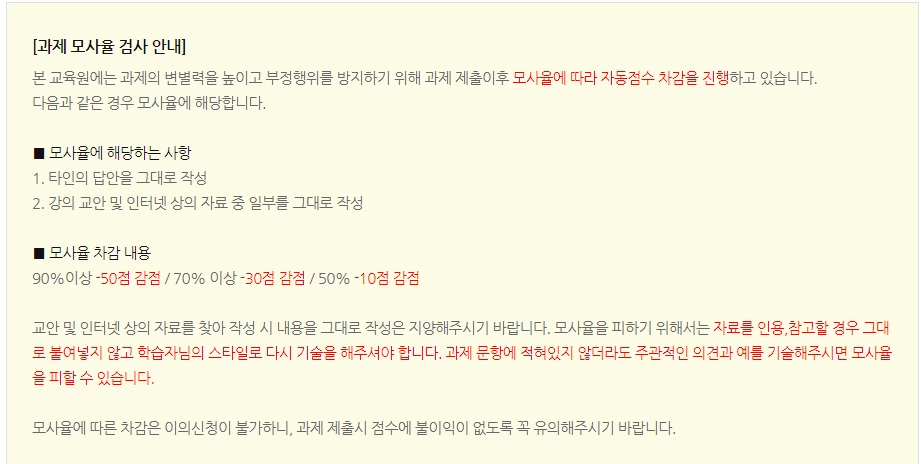 [과제 모사율 검사 안내]
본 교육원에는 과제의 변별력을 높이고 부정행위를 방지하기 위해 과제 제출이후 모사율에 따라 자동점수 차감을 진행하고 있습니다.
다음과 같은 경우 모사율에 해당합니다.
■ 모사율에 해당하는 사항
1. 타인의 답안을 그대로 작성
2. 강의 교안 및 인터넷 상의 자료 중 일부를 그대로 작성
■ 모사율 차감 내용
90%이상 -50점 감점 / 70% 이상 -30점 감점 / 50% -10점 감점
교안 및 인터넷 상의 자료를 찾아 작성 시 내용을 그대로 작성은 지양해주시기 바랍니다. 모사율을 피하기 위해서는 자료를 인용,참고할 경우 그대
로 붙여넣지 않고 학습자님의 스타일로 다시 기술을 해주셔야 합니다. 과제 문항에 적혀있지 않더라도 주관적인 의견과 예를 기술해주시면 모사율
을 피할 수 있습니다.
모사율에 따른 차감은 이의신청이 불가하니, 과제 제출시 점수에 불이익이 없도록 꼭 유의해주시기 바랍니다.